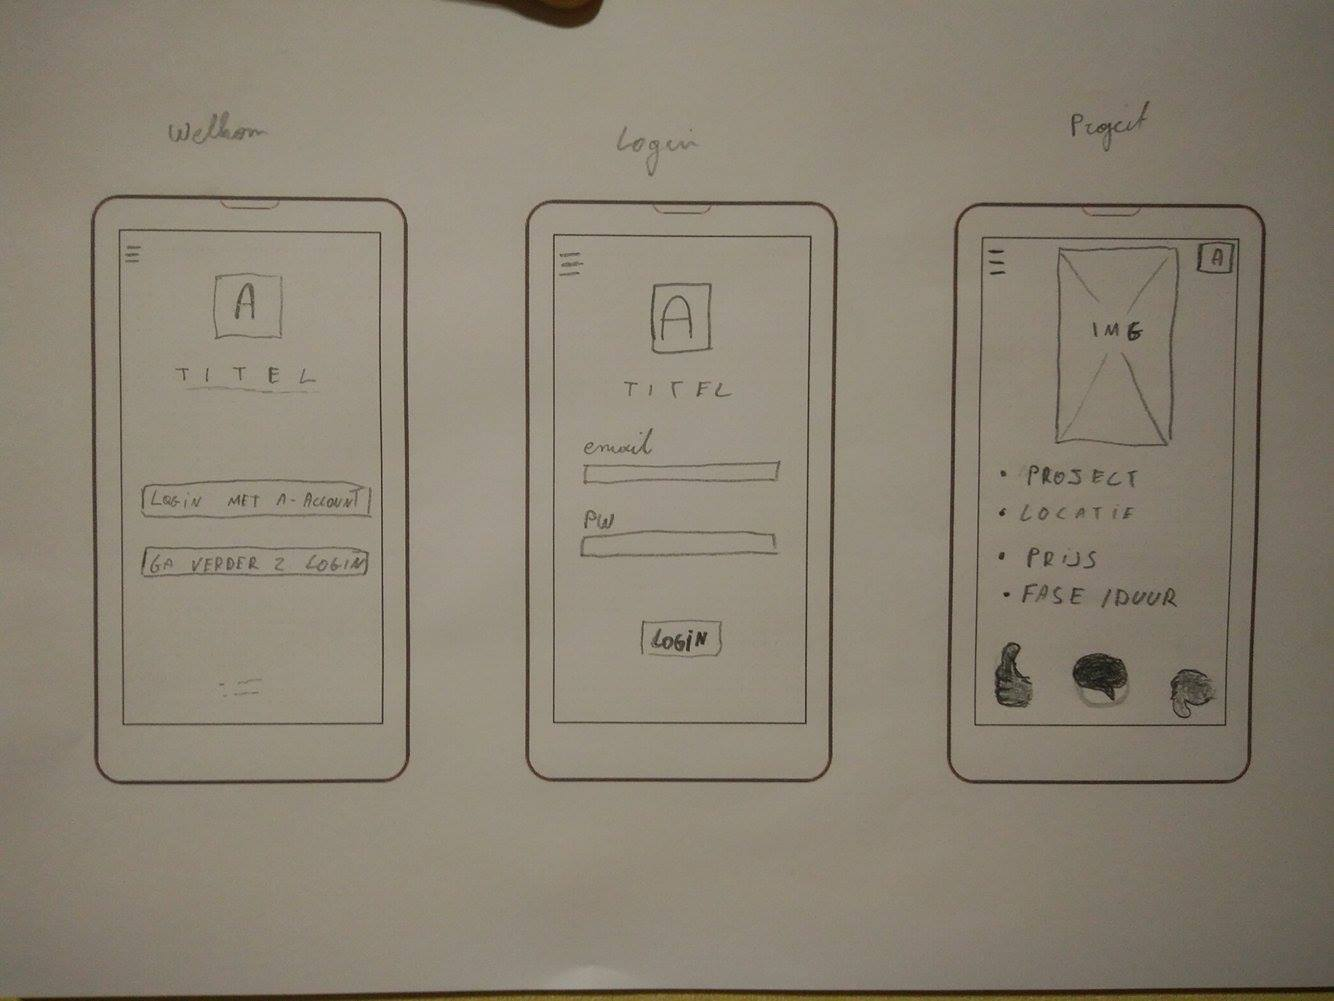 Welkom
A
TITEL
LOGIN MET A-ACCOUNT
GA VERDER Z LOGIN
Login
A
TITEL
email
PW
LOGIN
Project
A
IMG
• PROJECT
• LOCATIE
• PRIJS
• FASE / DUUR